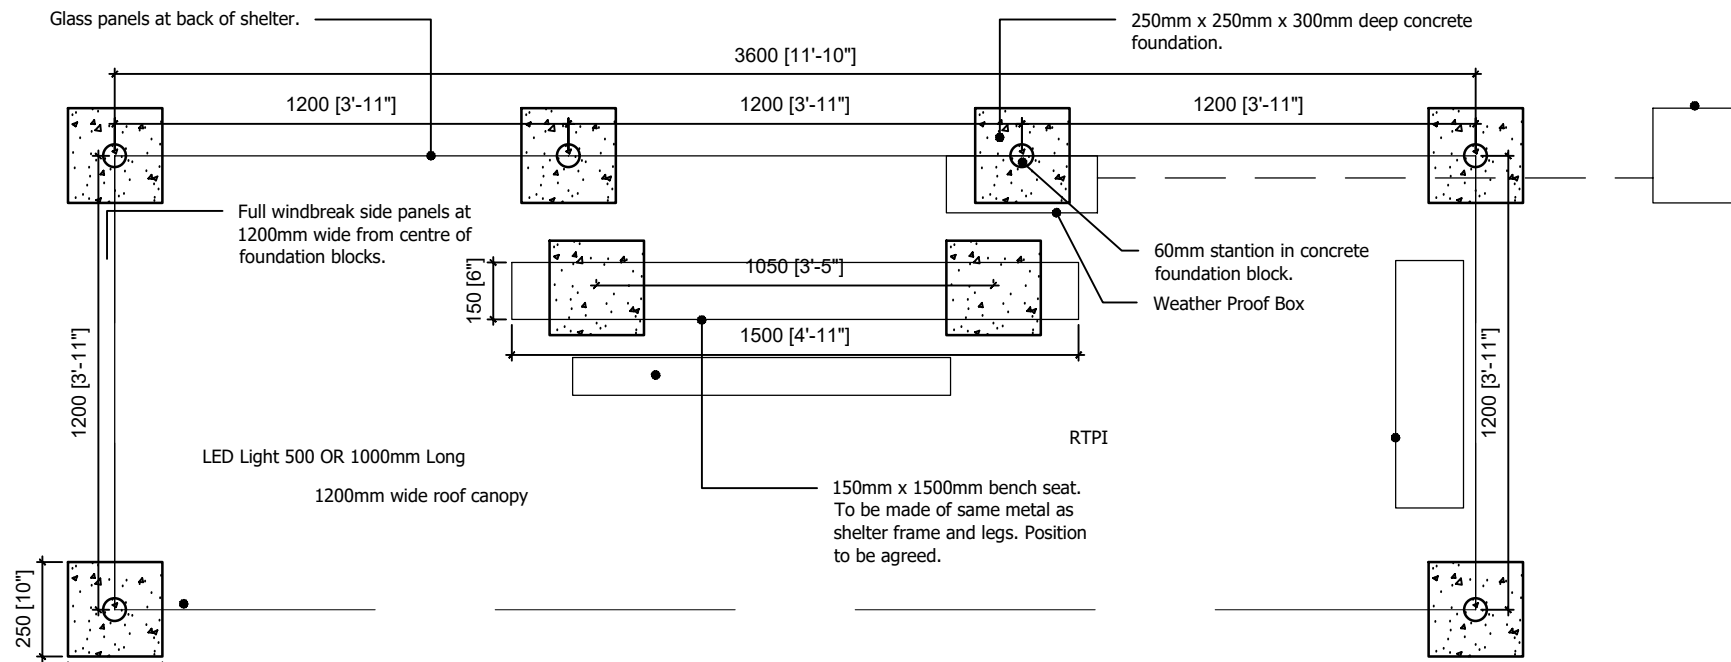 Glass panels at back of shelter.
250mm x 250mm x 300mm deep concrete
foundation.
3600 [11'-10"]
1200 [3'-11"]
1200 [3'-11"]
1200 [3'-11"]
Full windbreak side panels at
1200mm wide from centre of
foundation blocks.
60mm stantion in concrete
foundation block.
Weather Proof Box
1050 [3'-5"]
150 [6"]
1500 [4'-11"]
1200 [3'-11"]
1200 [3'-11"]
RTPI
LED Light 500 OR 1000mm Long
1200mm wide roof canopy
150mm x 1500mm bench seat.
To be made of same metal as
shelter frame and legs. Position
to be agreed.
250 [10"]